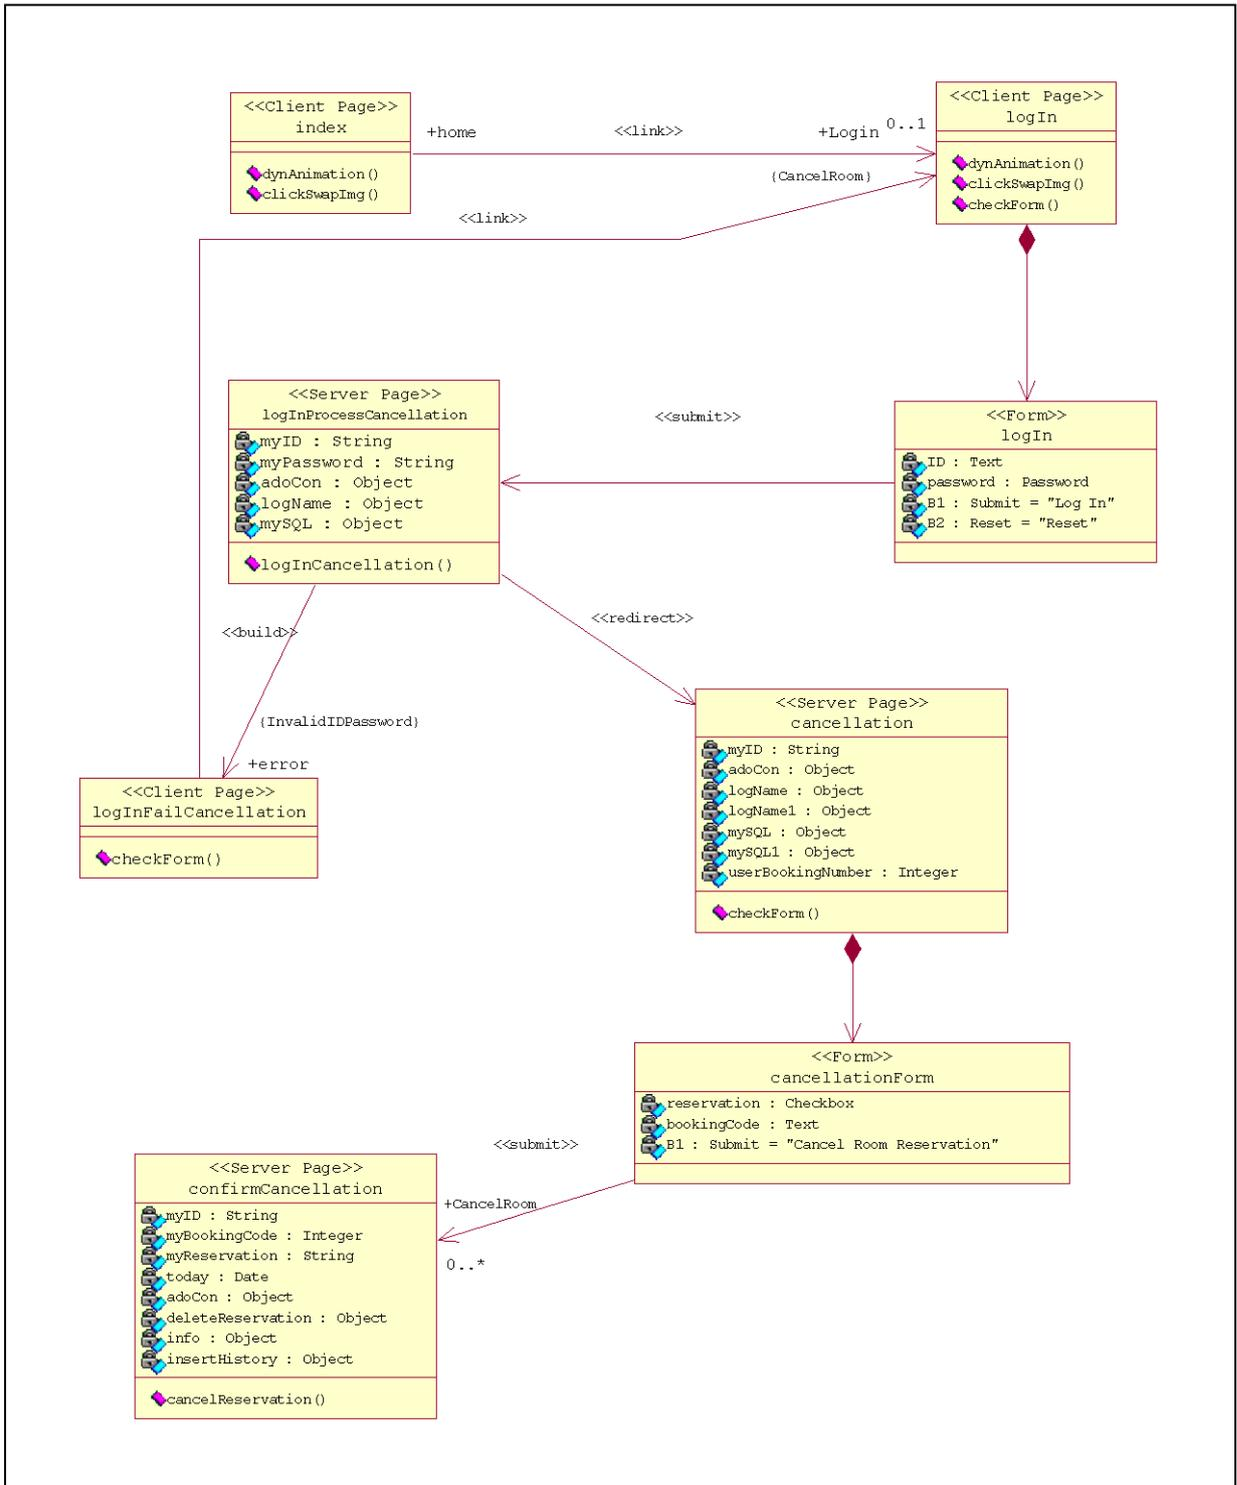 <<Client Page>>
index
dynAnimation()
clickSwapImg()
+home
<<link>>
+Login
0..1
<<Client Page>>
logIn
dynAnimation()
clickSwapImg()
checkForm()
{CancelRoom}
<<link>>
<<Server Page>>
logInProcessCancellation
myID : String
myPassword : String
adoCon : Object
logName : Object
mySQL : Object
logInCancellation()
<<submit>>
<<Form>>
logIn
ID : Text
password : Password
B1 : Submit = "Log In"
B2 : Reset = "Reset"
<<build>>
<<redirect>>
{InvalidIDPassword}
+error
<<Client Page>>
logInFailCancellation
checkForm()
<<Server Page>>
cancellation
myID : String
adoCon : Object
logName : Object
logName1 : Object
mySQL : Object
mySQL1 : Object
userBookingNumber : Integer
checkForm()
<<Form>>
cancellationForm
reservation : Checkbox
bookingCode : Text
B1 : Submit = "Cancel Room Reservation"
<<submit>>
+CancelRoom
0..*
<<Server Page>>
confirmCancellation
myID : String
myBookingCode : Integer
myReservation : String
today : Date
adoCon : Object
deleteReservation : Object
info : Object
insertHistory : Object
cancelReservation()